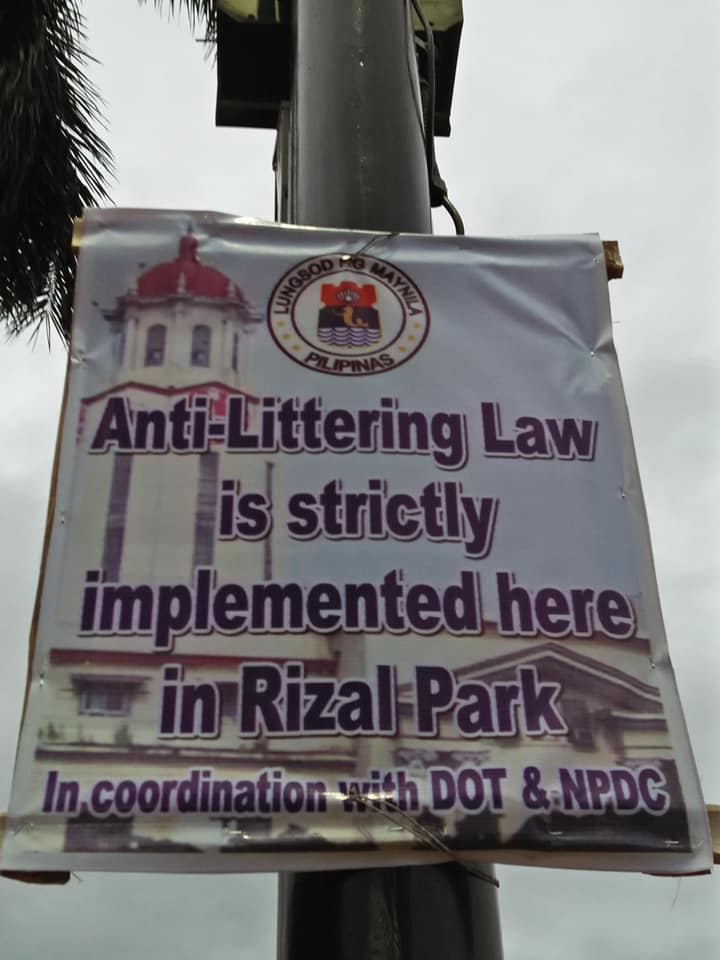 LUNGSOD NG MAYNILA
PILIPINAS
Anti-Littering Law
is strictly
implemented here
in Rizal Park
In coordination with DOT & NPDC